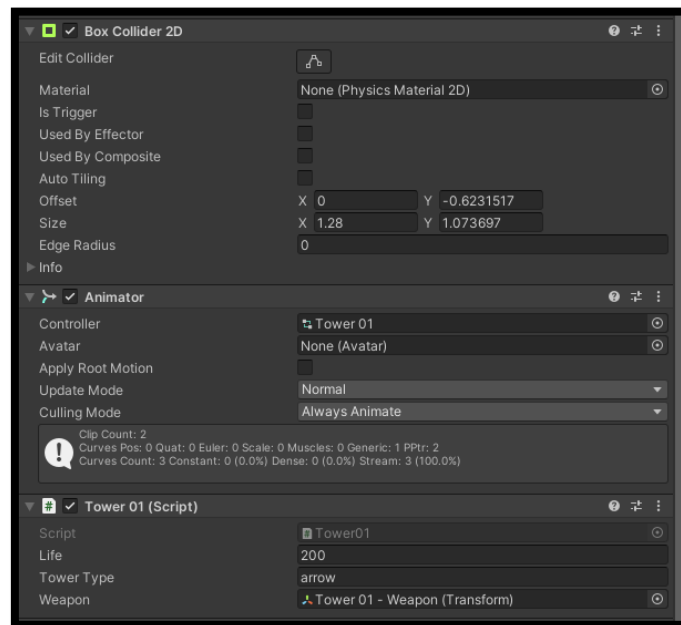 Box Collider 2D
Edit Collider
Material None (Physics Material 2D)
Is Trigger
Used By Effector
Used By Composite
Auto Tiling
Offset X 0 Y -0.6231517
Size X 1.28 Y 1.073697
Edge Radius 0
Info
Animator
Controller Tower 01
Avatar None (Avatar)
Apply Root Motion
Update Mode Normal
Culling Mode Always Animate
Clip Count: 2
Curves Pos: 0 Quat: 0 Euler: 0 Scale: 0 Muscles: 0 Generic: 1 PPtr: 2
Curves Count: 3 Constant: 0 (0.0%) Dense: 0 (0.0%) Stream: 3 (100.0%)
# Tower 01 (Script)
Script Tower01
Life 200
Tower Type arrow
Weapon Tower 01 - Weapon (Transform)